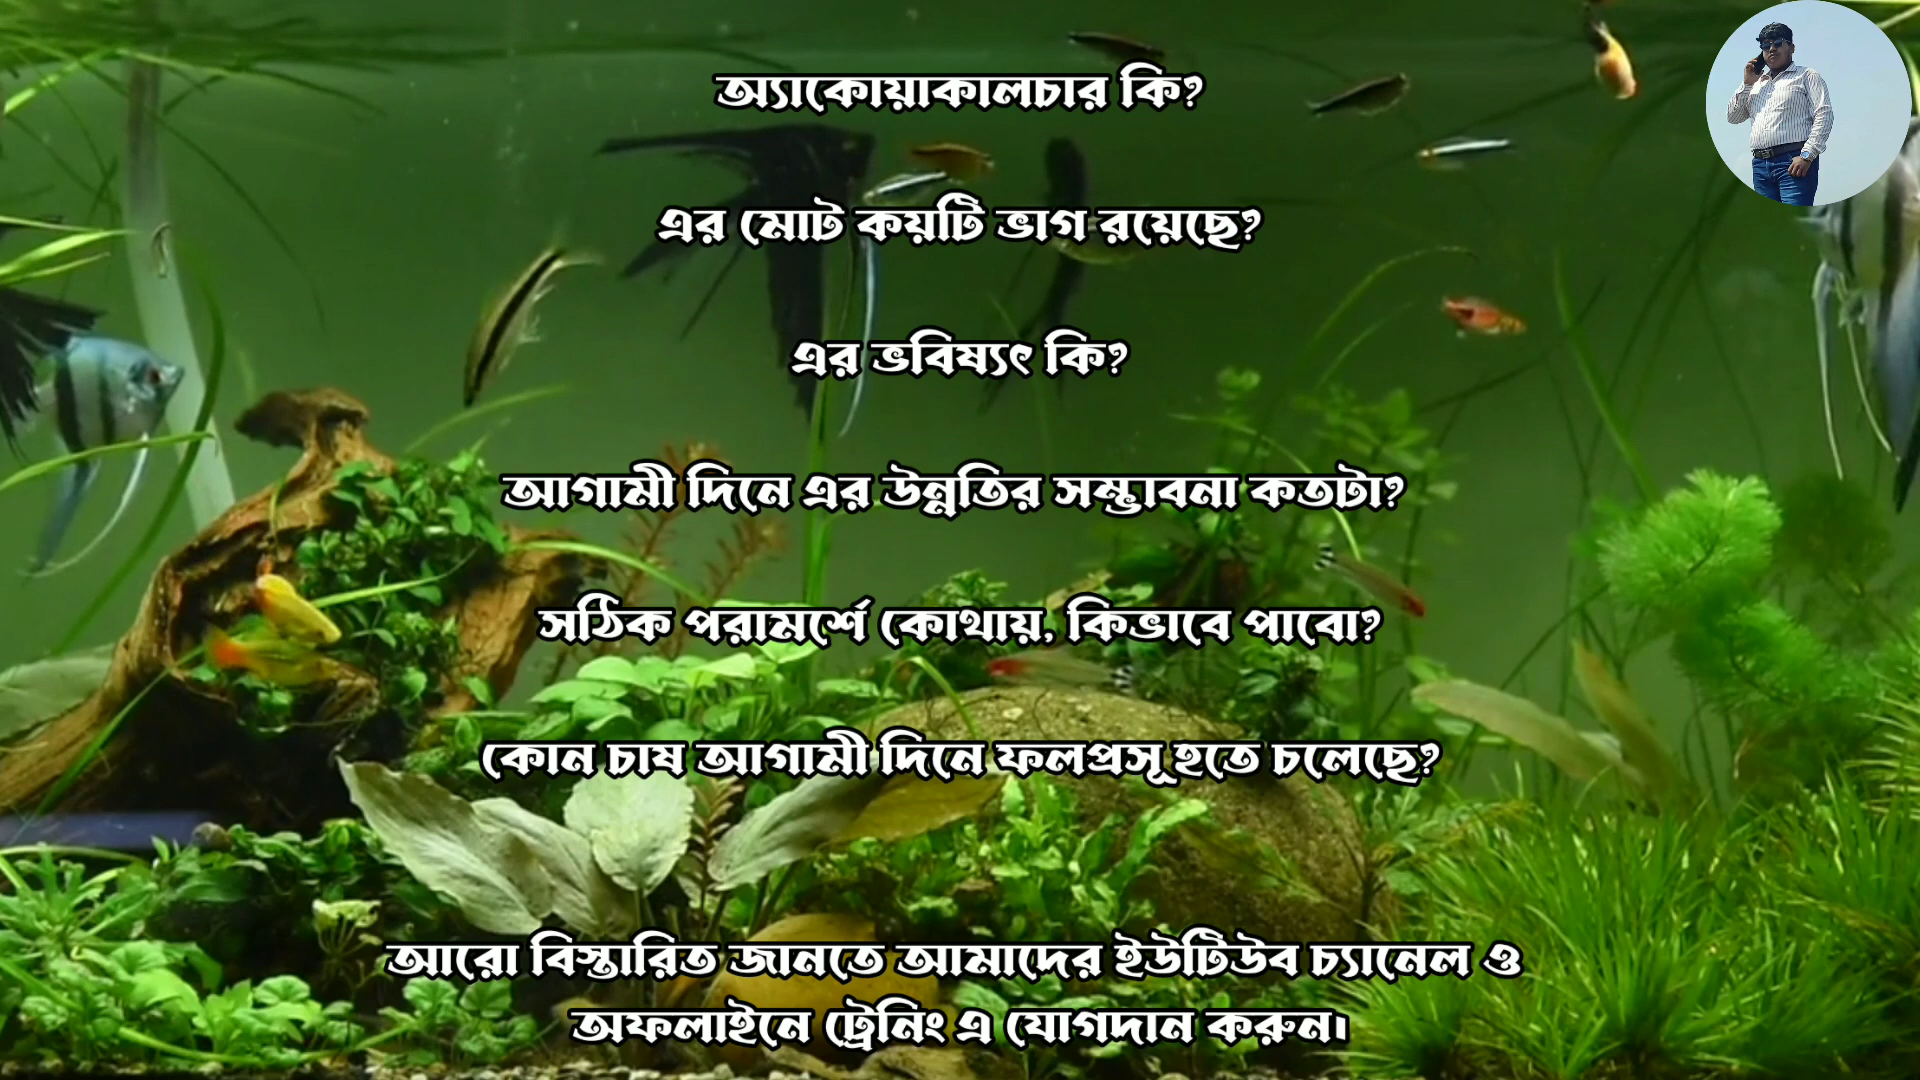 অ্যাকোয়াকালচার কি?
এর মোট কয়টি ভাগ রয়েছে?
এর ভবিষ্যৎ কি?
আগামী দিনে এর উন্নতির সম্ভাবনা কতটা?
সঠিক পরামর্শে কোথায়, কিভাবে পাবো?
কোন চাষ আগামী দিনে ফলপ্রসূ হতে চলেছে?
আরো বিস্তারিত জানতে আমাদের ইউটিউব চ্যানেল ও
অফলাইনে ট্রেনিং এ যোগদান করুন।